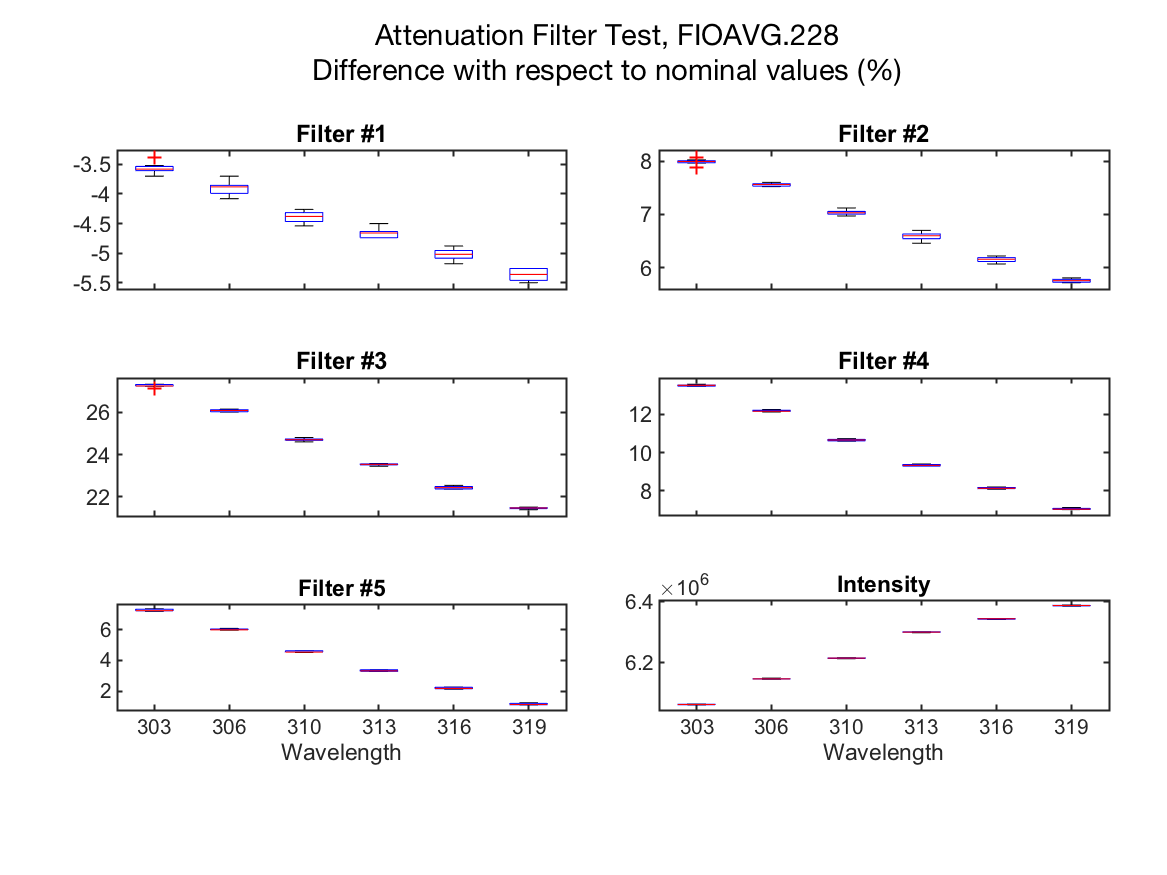 Attenuation Filter Test, FIOAVG.228
Difference with respect to nominal values (%)
Filter #1
-3.5
-4
-4.5
-5
-5.5
Filter #2
8
7
6
Filter #3
26
24
22
Filter #4
12
10
8
Filter #5
6
4
2
303 306 310 313 316 319
Wavelength
Intensity
×10^6
6.4
6.2
303 306 310 313 316 319
Wavelength